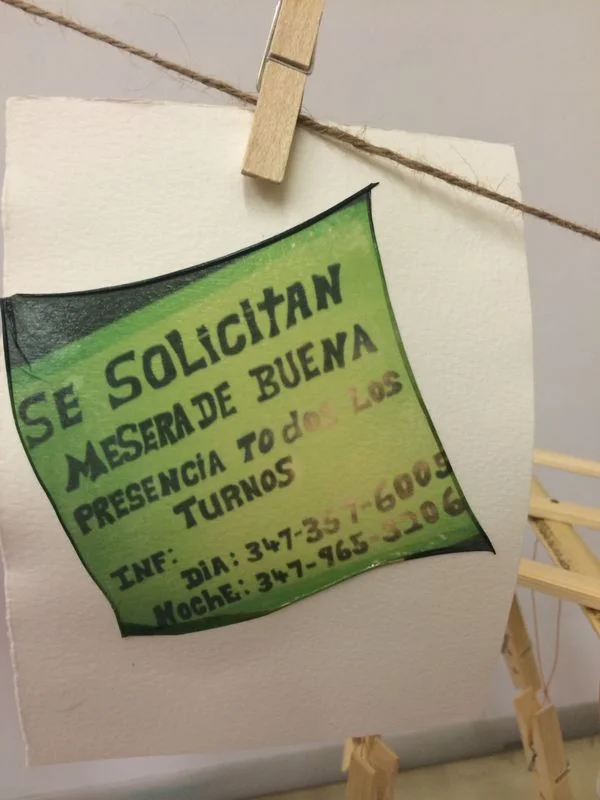 SE SOLiCitAN
MESERA DE BUENA
PRESENCiA TOdOS LOS
TURNOS
INF:
DiA: 347-357-6005
NochE: 347-965-3206